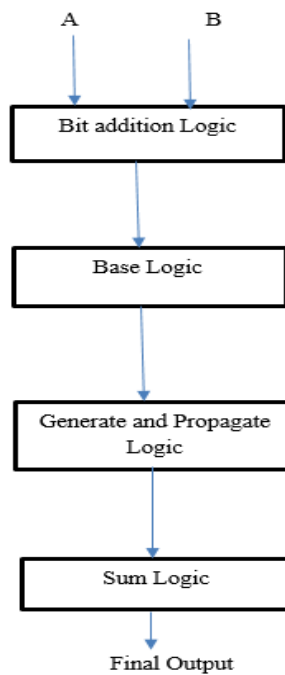 A B
Bit addition Logic
Base Logic
Generate and Propagate
Logic
Sum Logic
Final Output